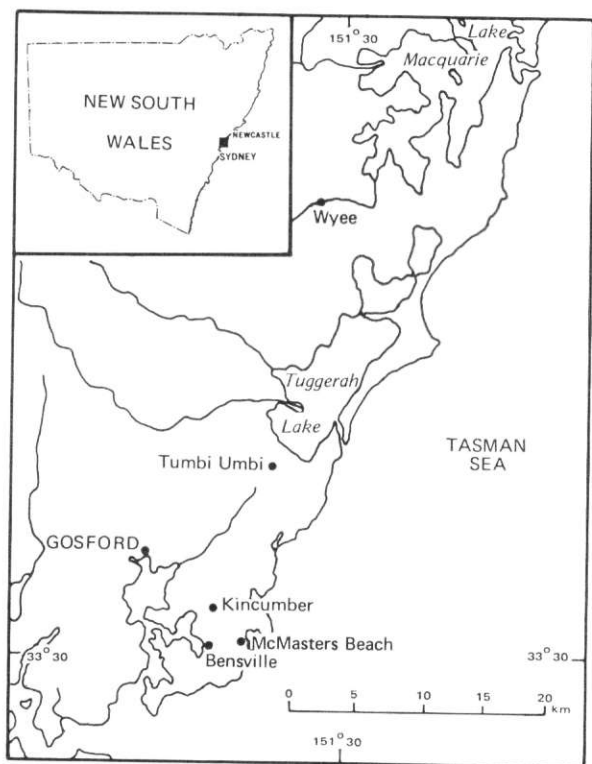 NEW SOUTH
WALES
NEWCASTLE
SYDNEY
151°30
Lake
Macquarie
Wyee
Tuggerah
Lake
Tumbi Umbi
TASMAN
SEA
GOSFORD
Kincumber
McMasters Beach
Bensville
33°30
33°30
0 5 10 15 20
km
151°30